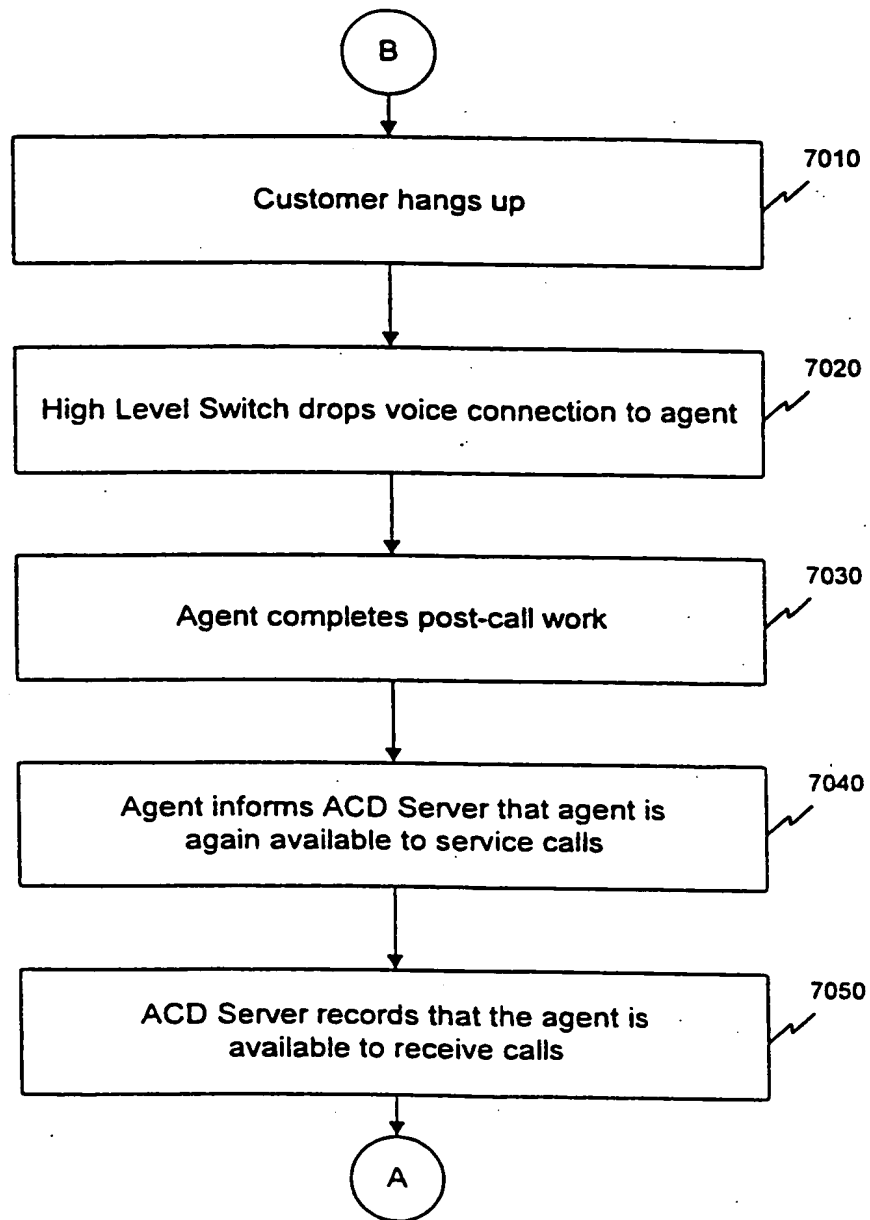 B
7010
Customer hangs up
7020
High Level Switch drops voice connection to agent
7030
Agent completes post-call work
7040
Agent informs ACD Server that agent is
again available to service calls
7050
ACD Server records that the agent is
available to receive calls
A